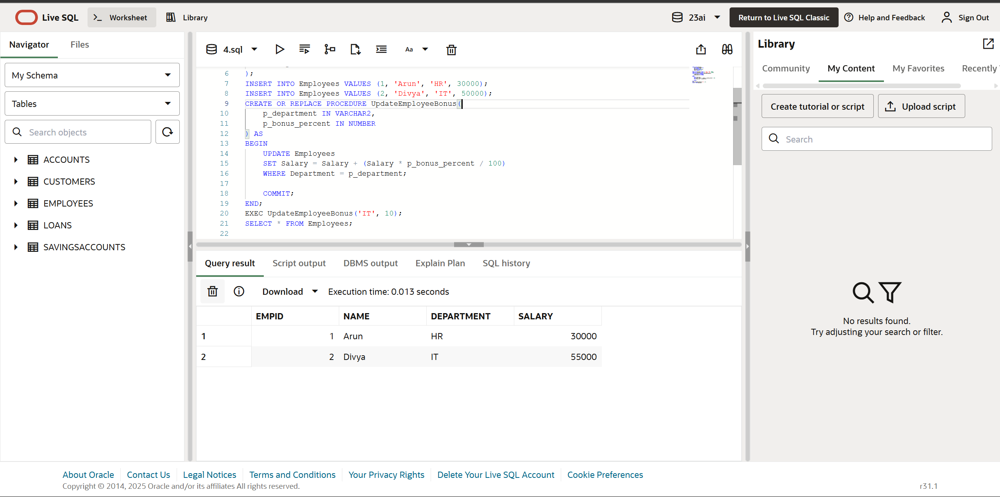 Live SQL
Worksheet
Library
23ai
Return to Live SQL Classic
Help and Feedback
Sign Out
Navigator
Files
My Schema
Tables
Search objects
ACCOUNTS
CUSTOMERS
EMPLOYEES
LOANS
SAVINGSACCOUNTS
4.sql
Aa
6 );
7 INSERT INTO Employees VALUES (1, 'Arun', 'HR', 30000);
8 INSERT INTO Employees VALUES (2, 'Divya', 'IT', 50000);
9 CREATE OR REPLACE PROCEDURE UpdateEmployeeBonus(
10 p_department IN VARCHAR2,
11 p_bonus_percent IN NUMBER
12 ) AS
13 BEGIN
14 UPDATE Employees
15 SET Salary = Salary + (Salary * p_bonus_percent / 100)
16 WHERE Department = p_department;
17
18 COMMIT;
19 END;
20 EXEC UpdateEmployeeBonus('IT', 10);
21 SELECT * FROM Employees;
22
Query result
Script output
DBMS output
Explain Plan
SQL history
Download
Execution time: 0.013 seconds
EMPID NAME DEPARTMENT SALARY
1 1 Arun HR 30000
2 2 Divya IT 55000
Library
Community
My Content
My Favorites
Recently
Create tutorial or script
Upload script
Search
No results found.
Try adjusting your search or filter.
About Oracle
Contact Us
Legal Notices
Terms and Conditions
Your Privacy Rights
Delete Your Live SQL Account
Cookie Preferences
Copyright © 2014, 2025 Oracle and/or its affiliates All rights reserved.
r31.1